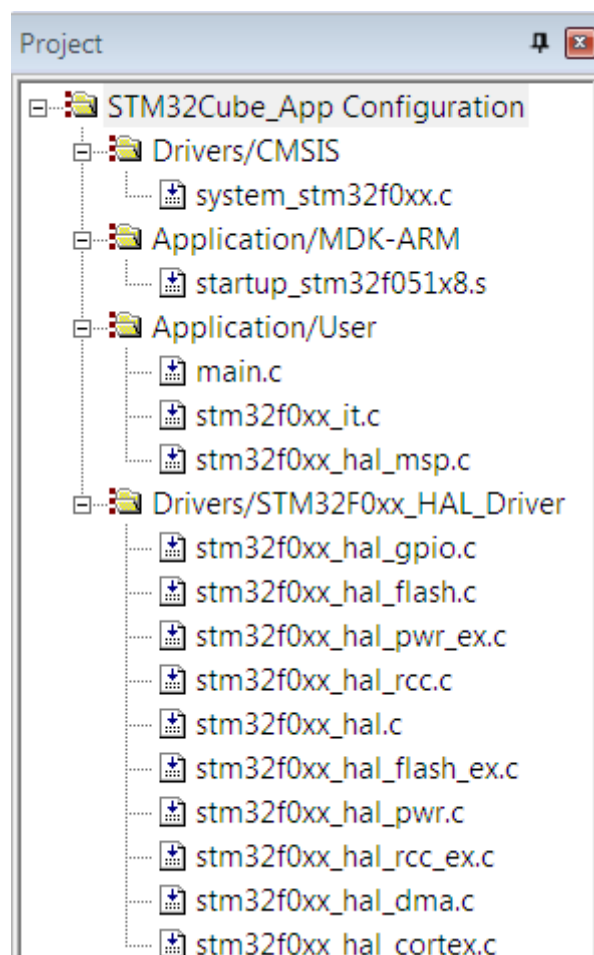 Project
STM32Cube_App Configuration
Drivers/CMSIS
system_stm32f0xx.c
Application/MDK-ARM
startup_stm32f051x8.s
Application/User
main.c
stm32f0xx_it.c
stm32f0xx_hal_msp.c
Drivers/STM32F0xx_HAL_Driver
stm32f0xx_hal_gpio.c
stm32f0xx_hal_flash.c
stm32f0xx_hal_pwr_ex.c
stm32f0xx_hal_rcc.c
stm32f0xx_hal.c
stm32f0xx_hal_flash_ex.c
stm32f0xx_hal_pwr.c
stm32f0xx_hal_rcc_ex.c
stm32f0xx_hal_dma.c
stm32f0xx_hal_cortex.c